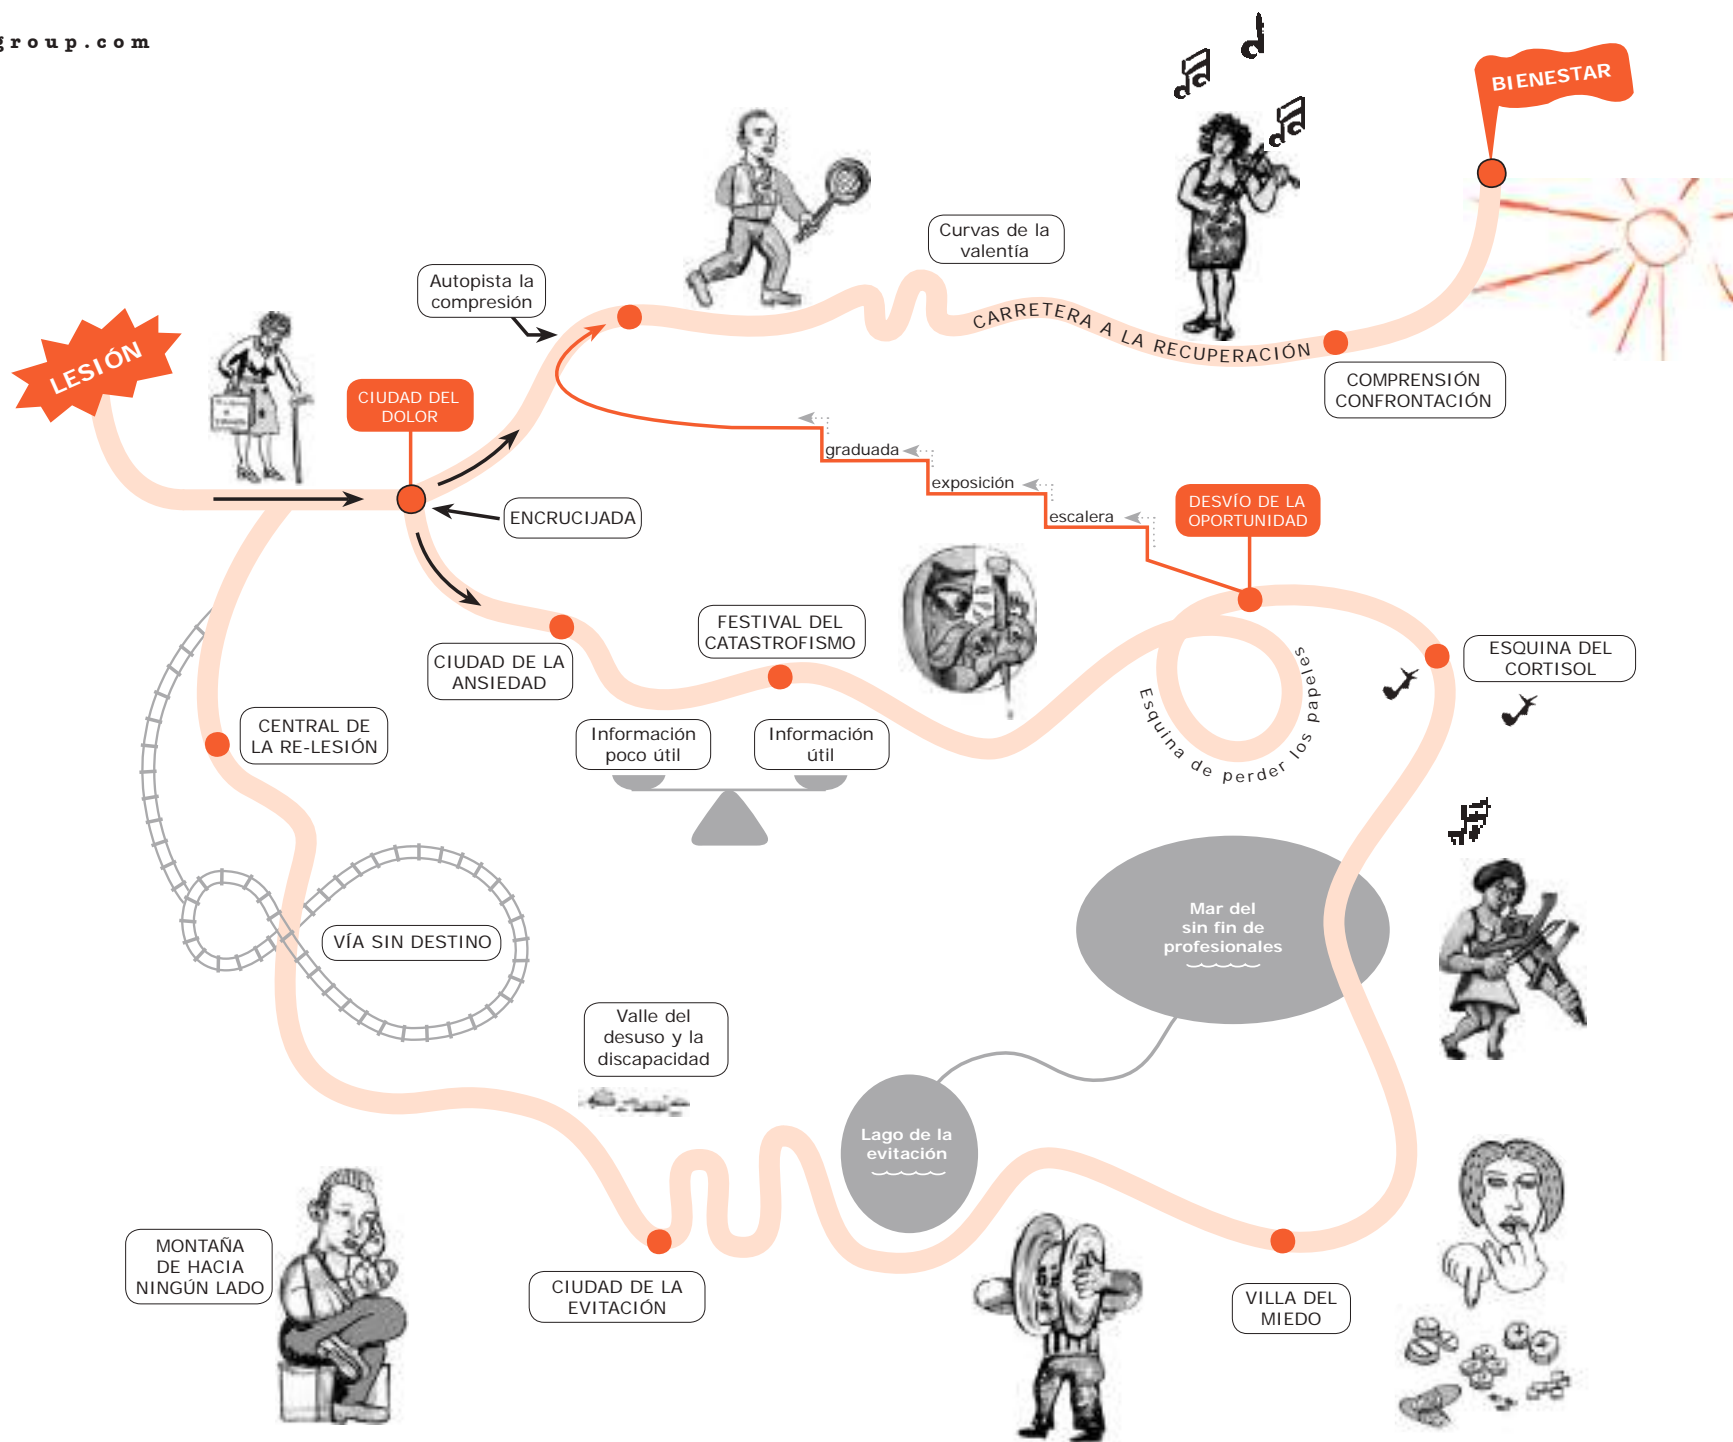 group.com
BIENESTAR
Curvas de la
valentía
Autopista la
compresión
CARRETERA A LA RECUPERACIÓN
LESIÓN
CIUDAD DEL
DOLOR
COMPRENSIÓN
CONFRONTACIÓN
graduada
exposición
escalera
DESVÍO DE LA
OPORTUNIDAD
ENCRUCIJADA
CIUDAD DE LA
ANSIEDAD
FESTIVAL DEL
CATASTROFISMO
ESQUINA DEL
CORTISOL
Esquina de perder los papeles
CENTRAL DE
LA RE-LESIÓN
Información
poco útil
Información
útil
VÍA SIN DESTINO
Mar del
sin fin de
profesionales
Valle del
desuso y la
discapacidad
Lago de la
evitación
MONTAÑA
DE HACIA
NINGÚN LADO
CIUDAD DE LA
EVITACIÓN
VILLA DEL
MIEDO